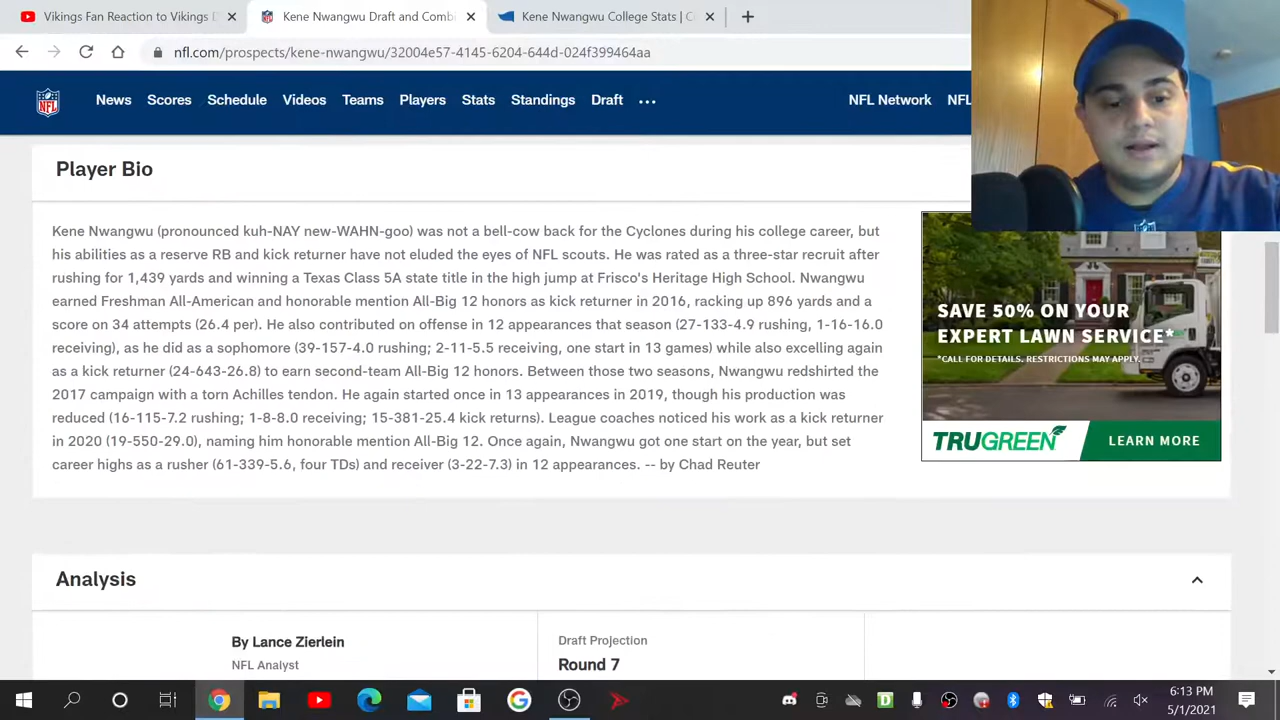 Vikings Fan Reaction to Vikings D
Kene Nwangwu Draft and Combi
Kene Nwangwu College Stats | C
nfl.com/prospects/kene-nwangwu/32004e57-4145-6204-644d-024f399464aa
NFL News Scores Schedule Videos Teams Players Stats Standings Draft ... NFL Network NFL
Player Bio
Kene Nwangwu (pronounced kuh-NAY new-WAHN-goo) was not a bell-cow back for the Cyclones during his college career, but
his abilities as a reserve RB and kick returner have not eluded the eyes of NFL scouts. He was rated as a three-star recruit after
rushing for 1,439 yards and winning a Texas Class 5A state title in the high jump at Frisco's Heritage High School. Nwangwu
earned Freshman All-American and honorable mention All-Big 12 honors as kick returner in 2016, racking up 896 yards and a
score on 34 attempts (26.4 per). He also contributed on offense in 12 appearances that season (27-133-4.9 rushing, 1-16-16.0
receiving), as he did as a sophomore (39-157-4.0 rushing; 2-11-5.5 receiving, one start in 13 games) while also excelling again
as a kick returner (24-643-26.8) to earn second-team All-Big 12 honors. Between those two seasons, Nwangwu redshirted the
2017 campaign with a torn Achilles tendon. He again started once in 13 appearances in 2019, though his production was
reduced (16-115-7.2 rushing; 1-8-8.0 receiving; 15-381-25.4 kick returns). League coaches noticed his work as a kick returner
in 2020 (19-550-29.0), naming him honorable mention All-Big 12. Once again, Nwangwu got one start on the year, but set
career highs as a rusher (61-339-5.6, four TDs) and receiver (3-22-7.3) in 12 appearances. -- by Chad Reuter
SAVE 50% ON YOUR
EXPERT LAWN SERVICE*
*CALL FOR DETAILS. RESTRICTIONS MAY APPLY.
TRUGREEN LEARN MORE
Analysis
By Lance Zierlein
NFL Analyst
Draft Projection
Round 7
6:13 PM
5/1/2021